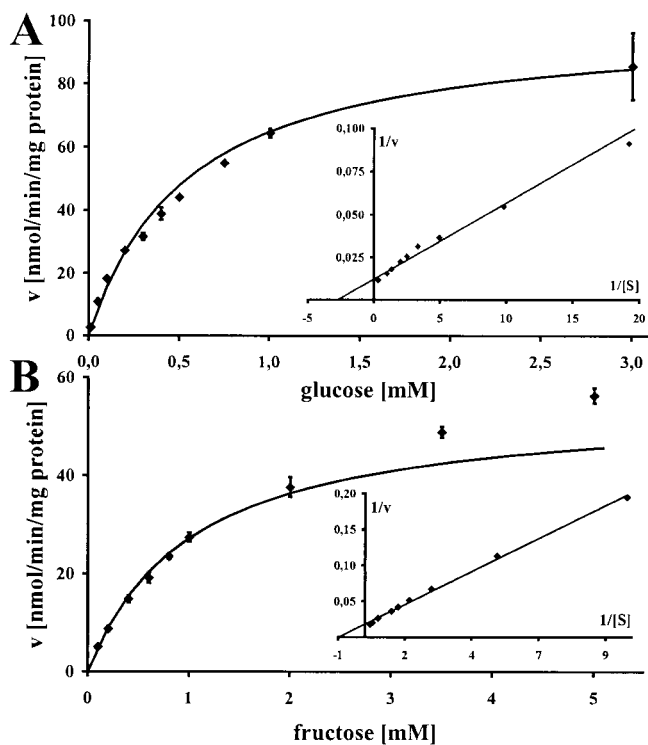 A
100
80
60
40
20
0
v [nmol/min/mg protein]
0,0 0,5 1,0 1,5 2,0 2,5 3,0
glucose [mM]
0,100
0,075
0,050
0,025
1/v
1/[S]
-5 0 5 10 15 20
B
60
40
20
0
v [nmol/min/mg protein]
0 1 2 3 4 5
fructose [mM]
0,20
0,15
0,10
0,05
1/v
1/[S]
-1 2 4 7 9